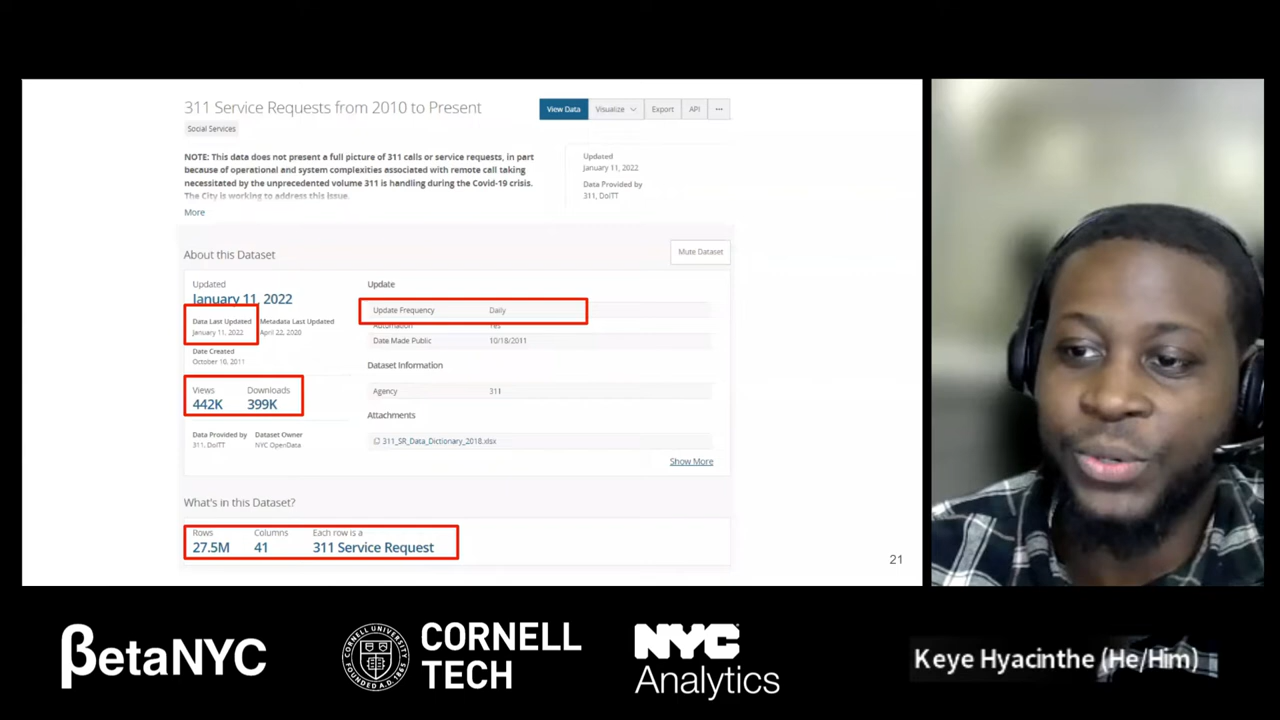 311 Service Requests from 2010 to Present
View Data
Visualize
Export
API
Social Services
NOTE: This data does not present a full picture of 311 calls or service requests, in part
because of operational and system complexities associated with remote call taking
necessitated by the unprecedented volume 311 is handling during the Covid-19 crisis.
The City is working to address this issue.
More
Updated
January 11, 2022
Data Provided by
311, DoITT
About this Dataset
Mute Dataset
Updated
January 11, 2022
Data Last Updated Metadata Last Updated
January 11, 2022 April 22, 2020
Date Created
October 10, 2011
Views Downloads
442K 399K
Data Provided by Dataset Owner
311, DoITT NYC OpenData
Update
Update Frequency Daily
Automation Yes
Date Made Public 10/18/2011
Dataset Information
Agency 311
Attachments
311_SR_Data_Dictionary_2018.xlsx
Show More
What's in this Dataset?
Rows Columns Each row is a
27.5M 41 311 Service Request
21
βetaNYC
CORNELL
TECH
NYC
Analytics
Keye Hyacinthe (He/Him)